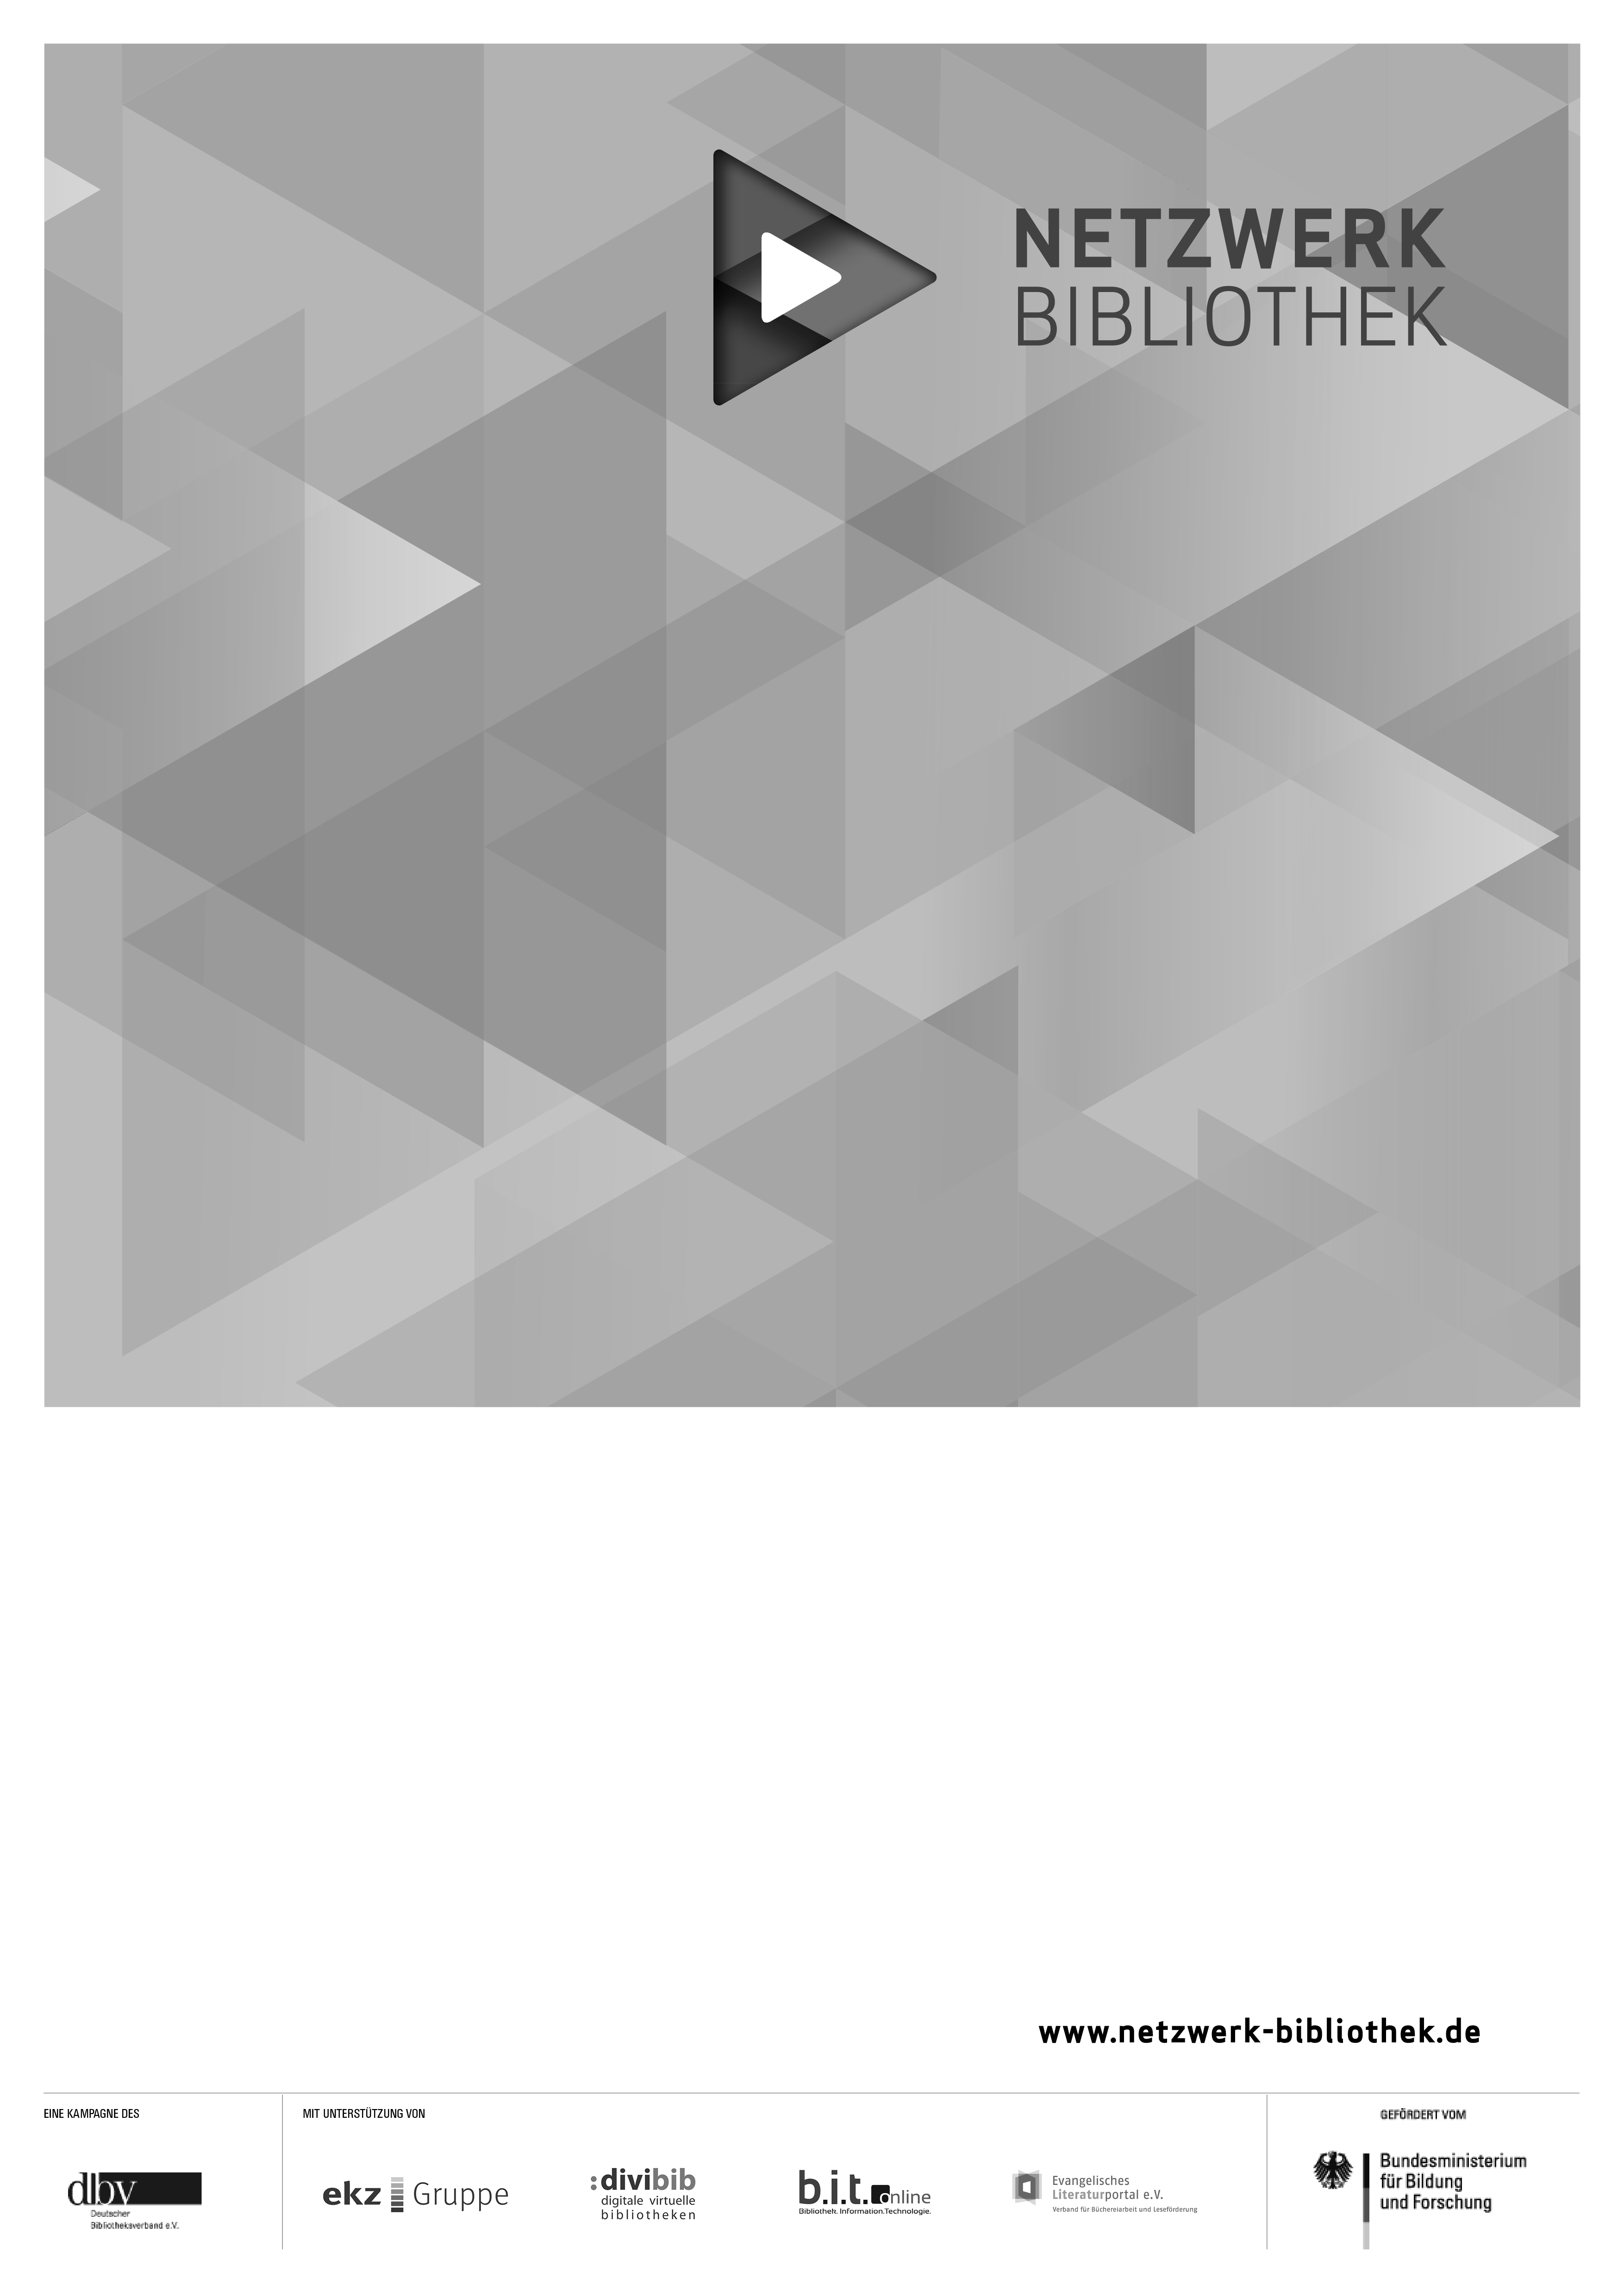 NETZWERK
BIBLIOTHEK
www.netzwerk-bibliothek.de
EINE KAMPAGNE DES
dbv
Deutscher
Bibliotheksverband e.V.
MIT UNTERSTÜTZUNG VON
ekz Gruppe
:divibib
digitale virtuelle
bibliotheken
b.i.t.online
Bibliothek. Information.Technologie.
Evangelisches
Literaturportal e.V.
Verband für Büchereiarbeit und Leseförderung
GEFÖRDERT VOM
Bundesministerium
für Bildung
und Forschung